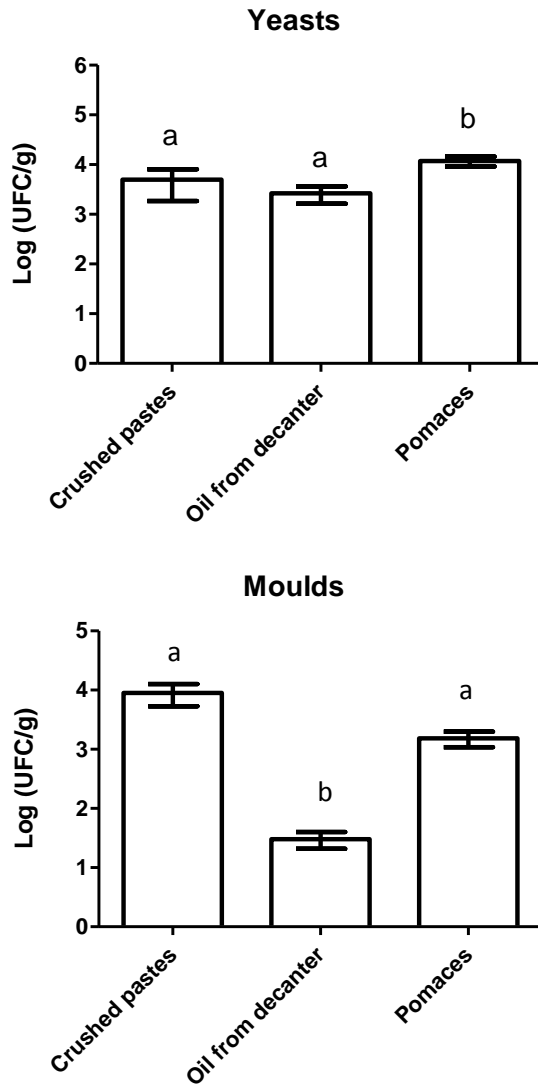 Yeasts
Log (UFC/g)
6
5
4
3
2
1
0
a
a
b
Crushed pastes
Oil from decanter
Pomaces
Moulds
Log (UFC/g)
5
4
3
2
1
0
a
b
a
Crushed pastes
Oil from decanter
Pomaces